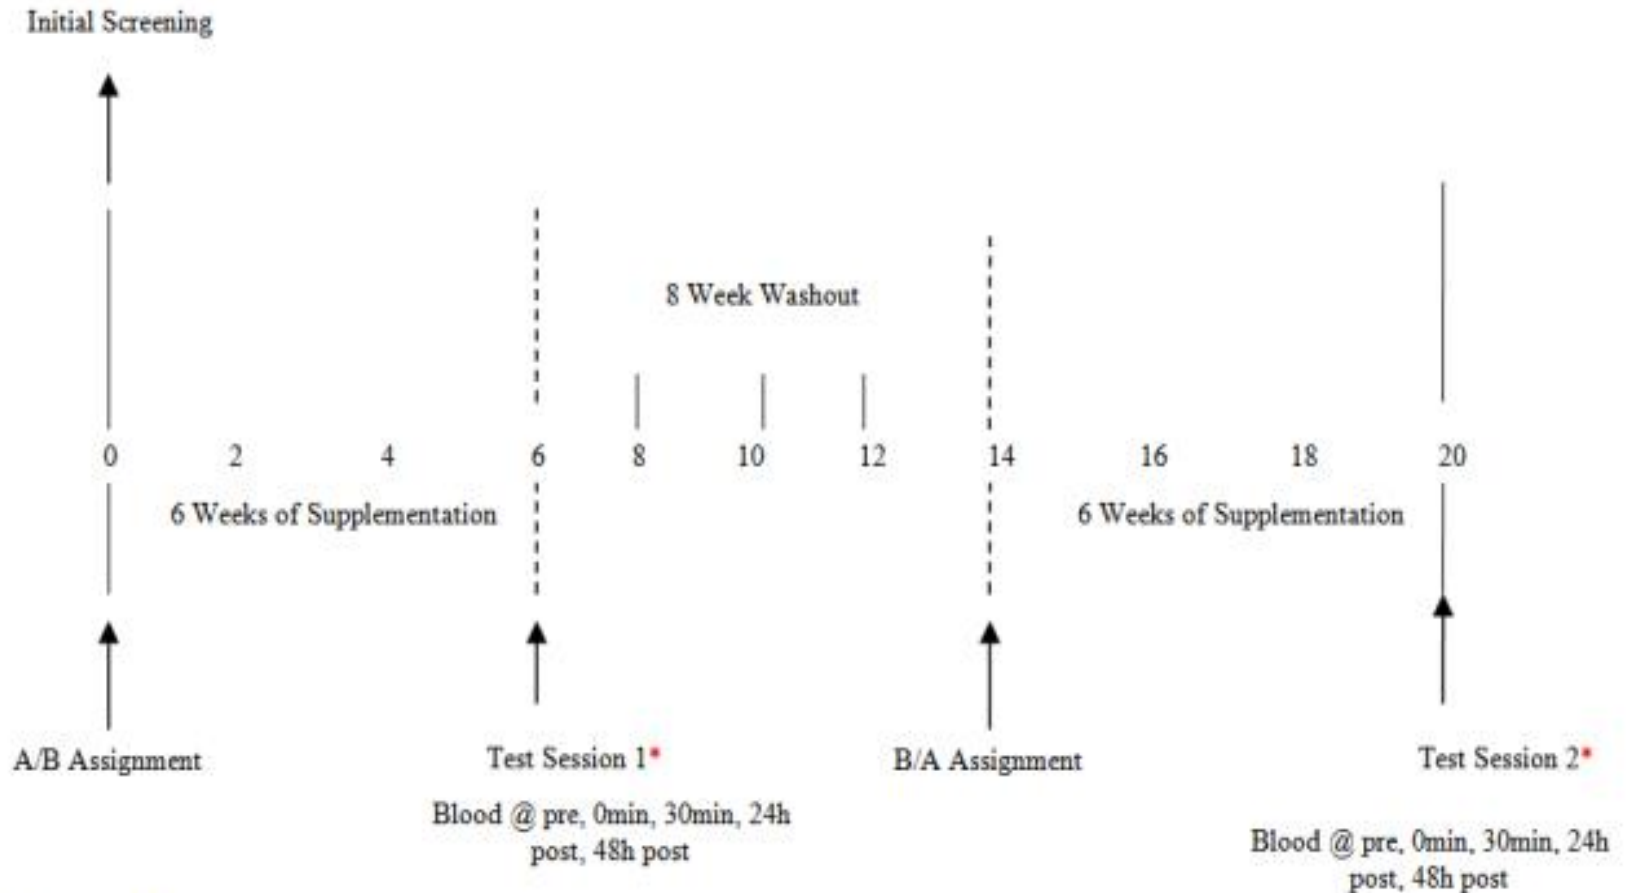 Initial Screening
8 Week Washout
0 2 4 6 8 10 12 14 16 18 20
6 Weeks of Supplementation 6 Weeks of Supplementation
A/B Assignment Test Session 1* B/A Assignment Test Session 2*
Blood @ pre, 0min, 30min, 24h
post, 48h post
Blood @ pre, 0min, 30min, 24h
post, 48h post